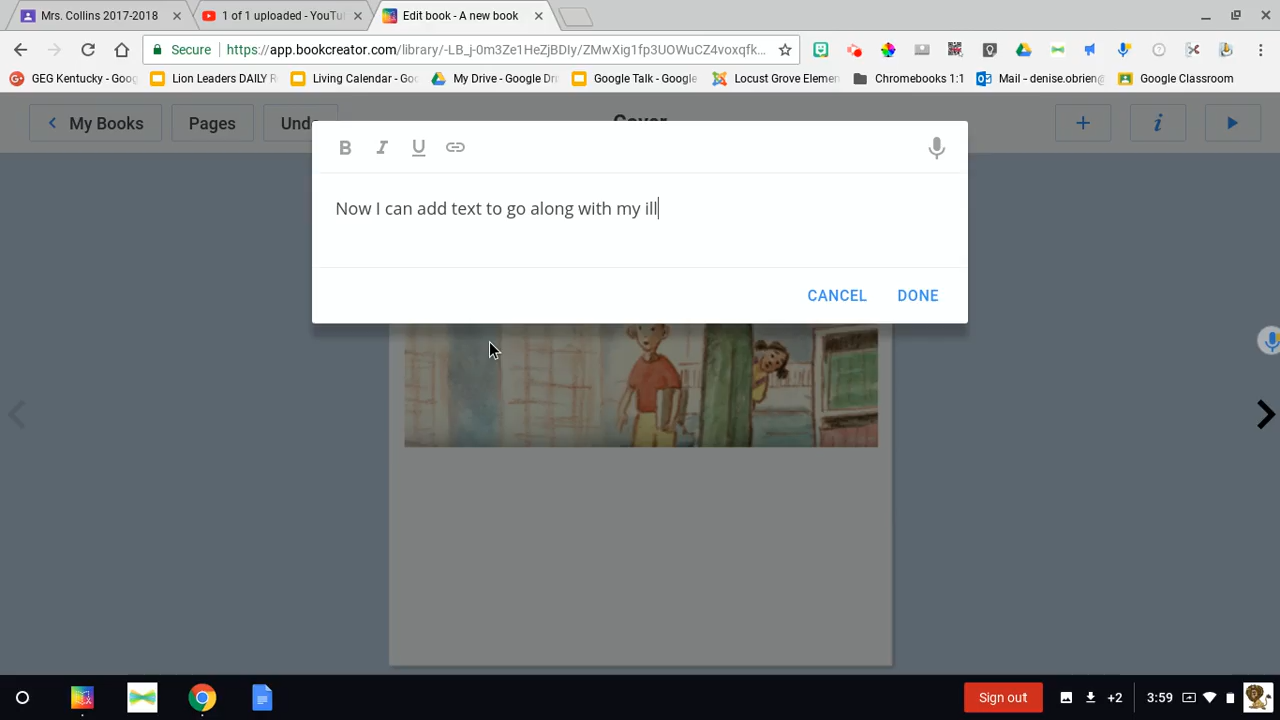 Mrs. Collins 2017-2018
1 of 1 uploaded - YouTu
Edit book - A new book
Secure
https://app.bookcreator.com/library/-LB_j-0m3Ze1HeZjBDIy/ZMwXig1fp3UOWuCZ4voxqfk...
GEG Kentucky - Goog
Lion Leaders DAILY R
Living Calendar - Go
My Drive - Google Dri
Google Talk - Google
Locust Grove Elemen
Chromebooks 1:1
Mail - denise.obrien@
Google Classroom
My Books
Pages
Undo
Cover
+
i
B I U
Now I can add text to go along with my ill
CANCEL
DONE
Sign out
+2
3:59